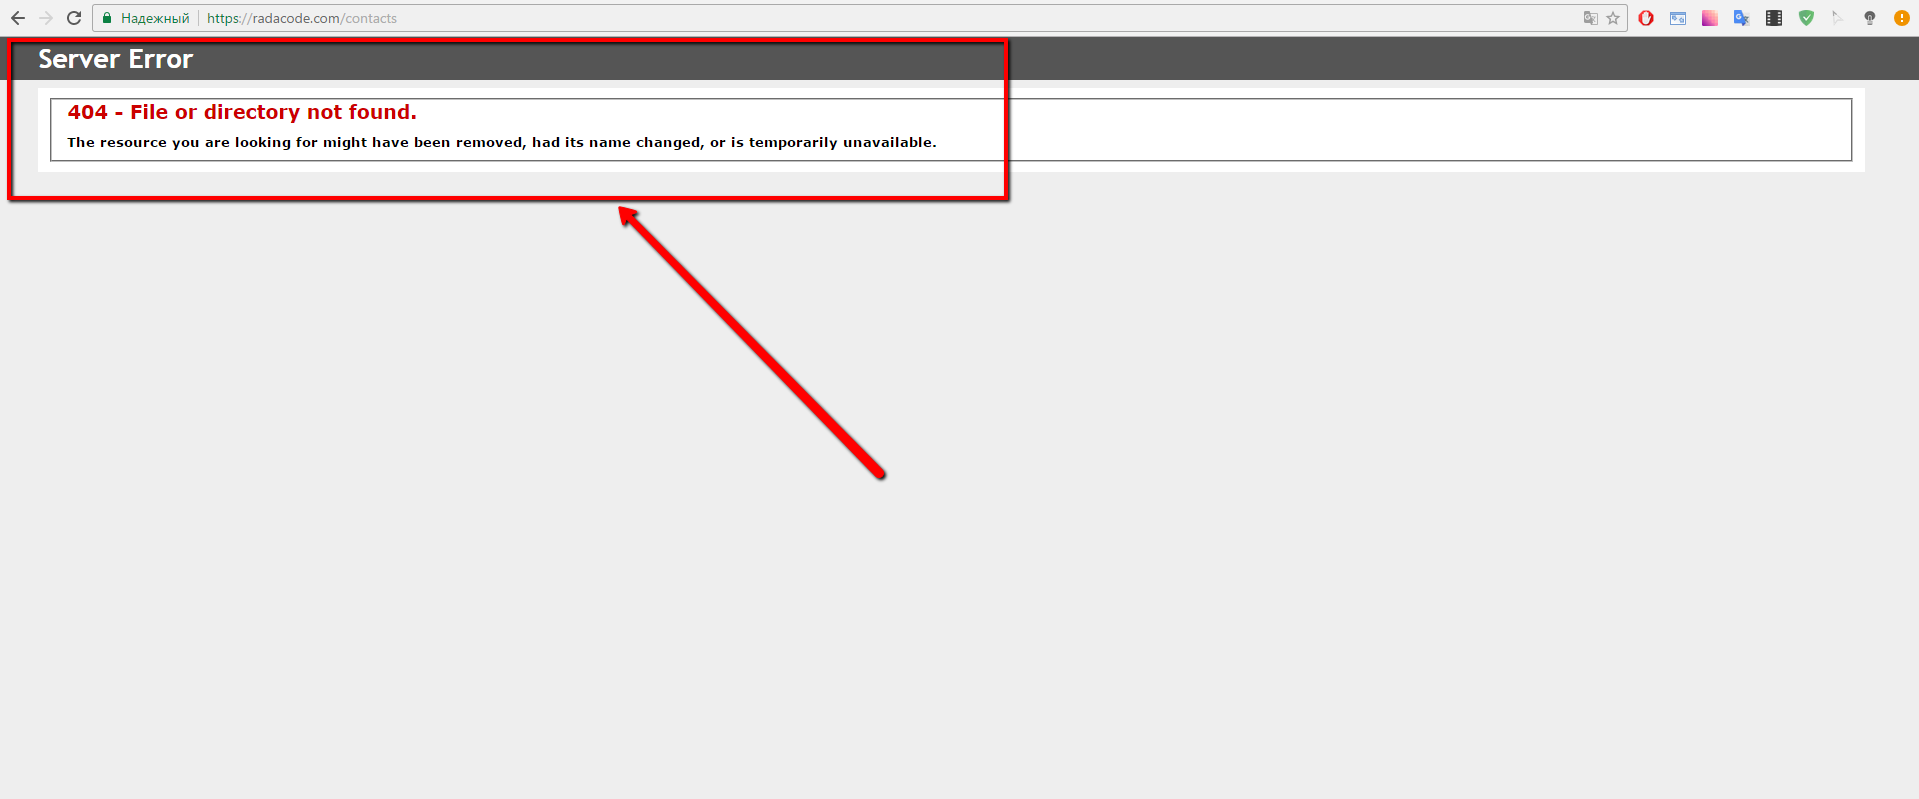 Надежный https://radacode.com/contacts
Server Error
404 - File or directory not found.
The resource you are looking for might have been removed, had its name changed, or is temporarily unavailable.